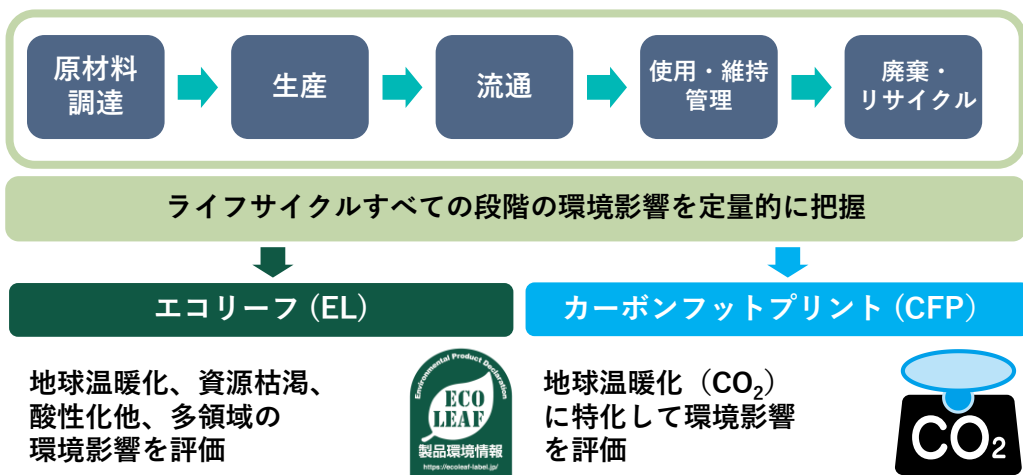 原材料
調達
生産
流通
使用・維持
管理
廃棄・
リサイクル
ライフサイクルすべての段階の環境影響を定量的に把握
エコリーフ (EL)
カーボンフットプリント (CFP)
地球温暖化、資源枯渇、
酸性化他、多領域の
環境影響を評価
Environmental Product Declaration
ECO
LEAF
製品環境情報
https://ecoleaf-label.jp/
地球温暖化（CO₂）
に特化して環境影響
を評価
CO₂